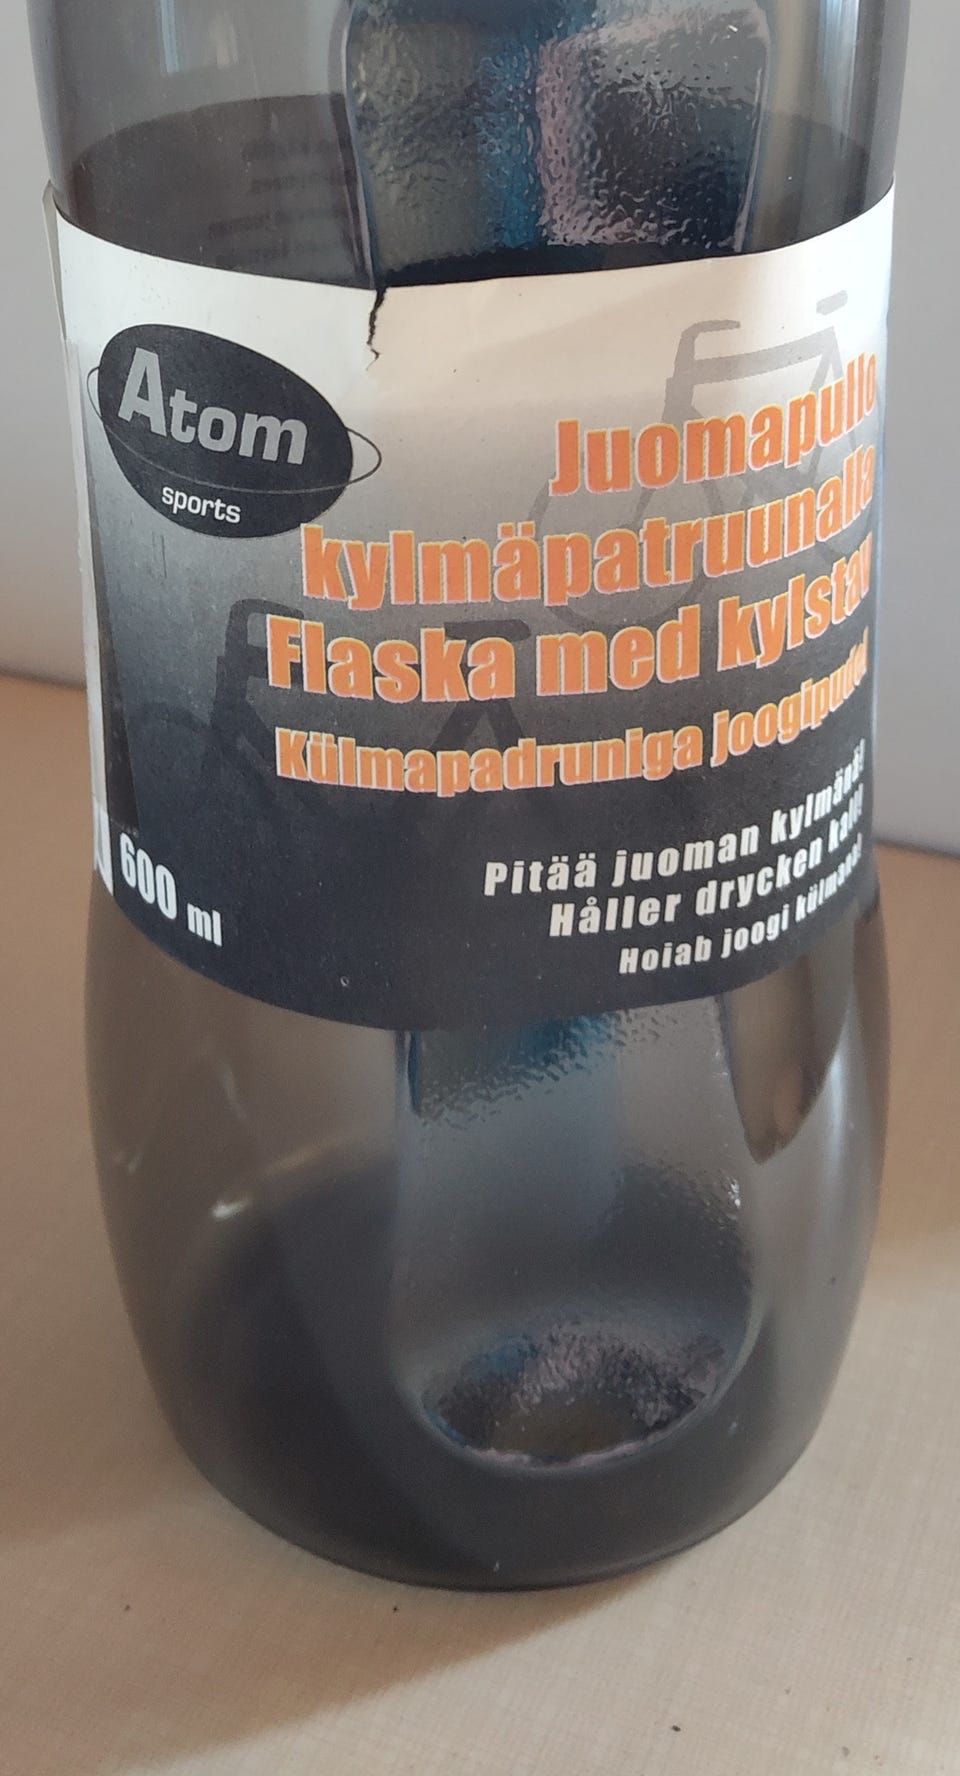 Atom
sports
Juomapullo
kylmäpatruunalla
Flaska med kylstav
Külmapadruniga joogipudel
Pitää juoman kylmänä!
Håller drycken kall!
Hoiab joogi külmana!
600 ml